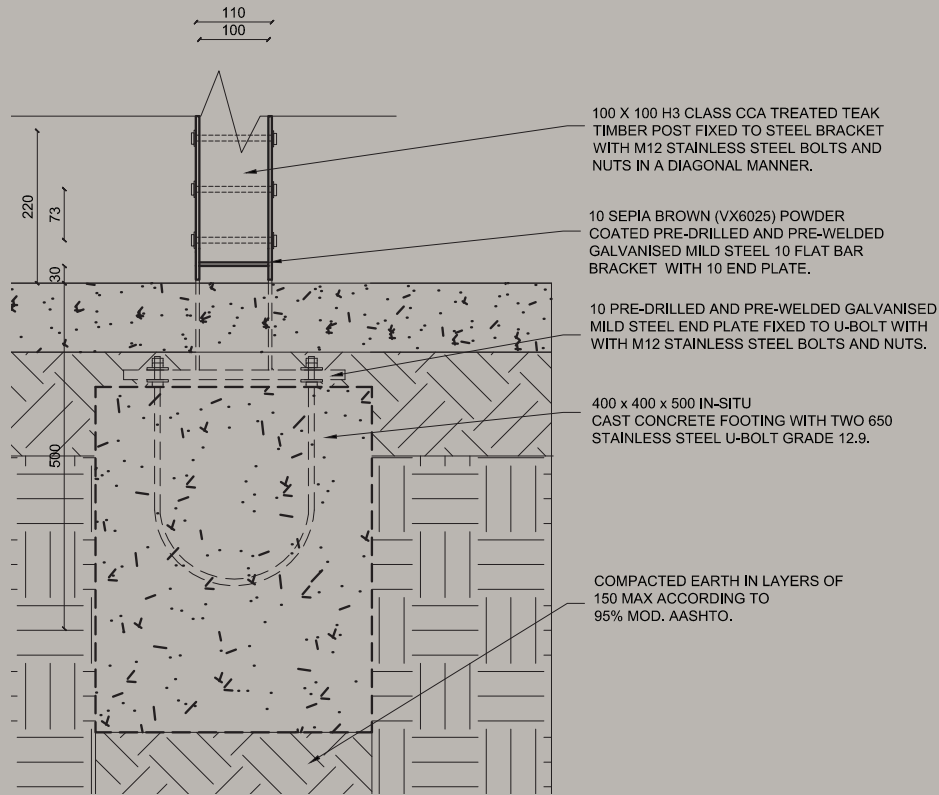 110
100
100 X 100 H3 CLASS CCA TREATED TEAK
TIMBER POST FIXED TO STEEL BRACKET
WITH M12 STAINLESS STEEL BOLTS AND
NUTS IN A DIAGONAL MANNER.
220
73
10 SEPIA BROWN (VX6025) POWDER
COATED PRE-DRILLED AND PRE-WELDED
GALVANISED MILD STEEL 10 FLAT BAR
BRACKET WITH 10 END PLATE.
30
10 PRE-DRILLED AND PRE-WELDED GALVANISED
MILD STEEL END PLATE FIXED TO U-BOLT WITH
WITH M12 STAINLESS STEEL BOLTS AND NUTS.
400 x 400 x 500 IN-SITU
CAST CONCRETE FOOTING WITH TWO 650
STAINLESS STEEL U-BOLT GRADE 12.9.
500
COMPACTED EARTH IN LAYERS OF
150 MAX ACCORDING TO
95% MOD. AASHTO.